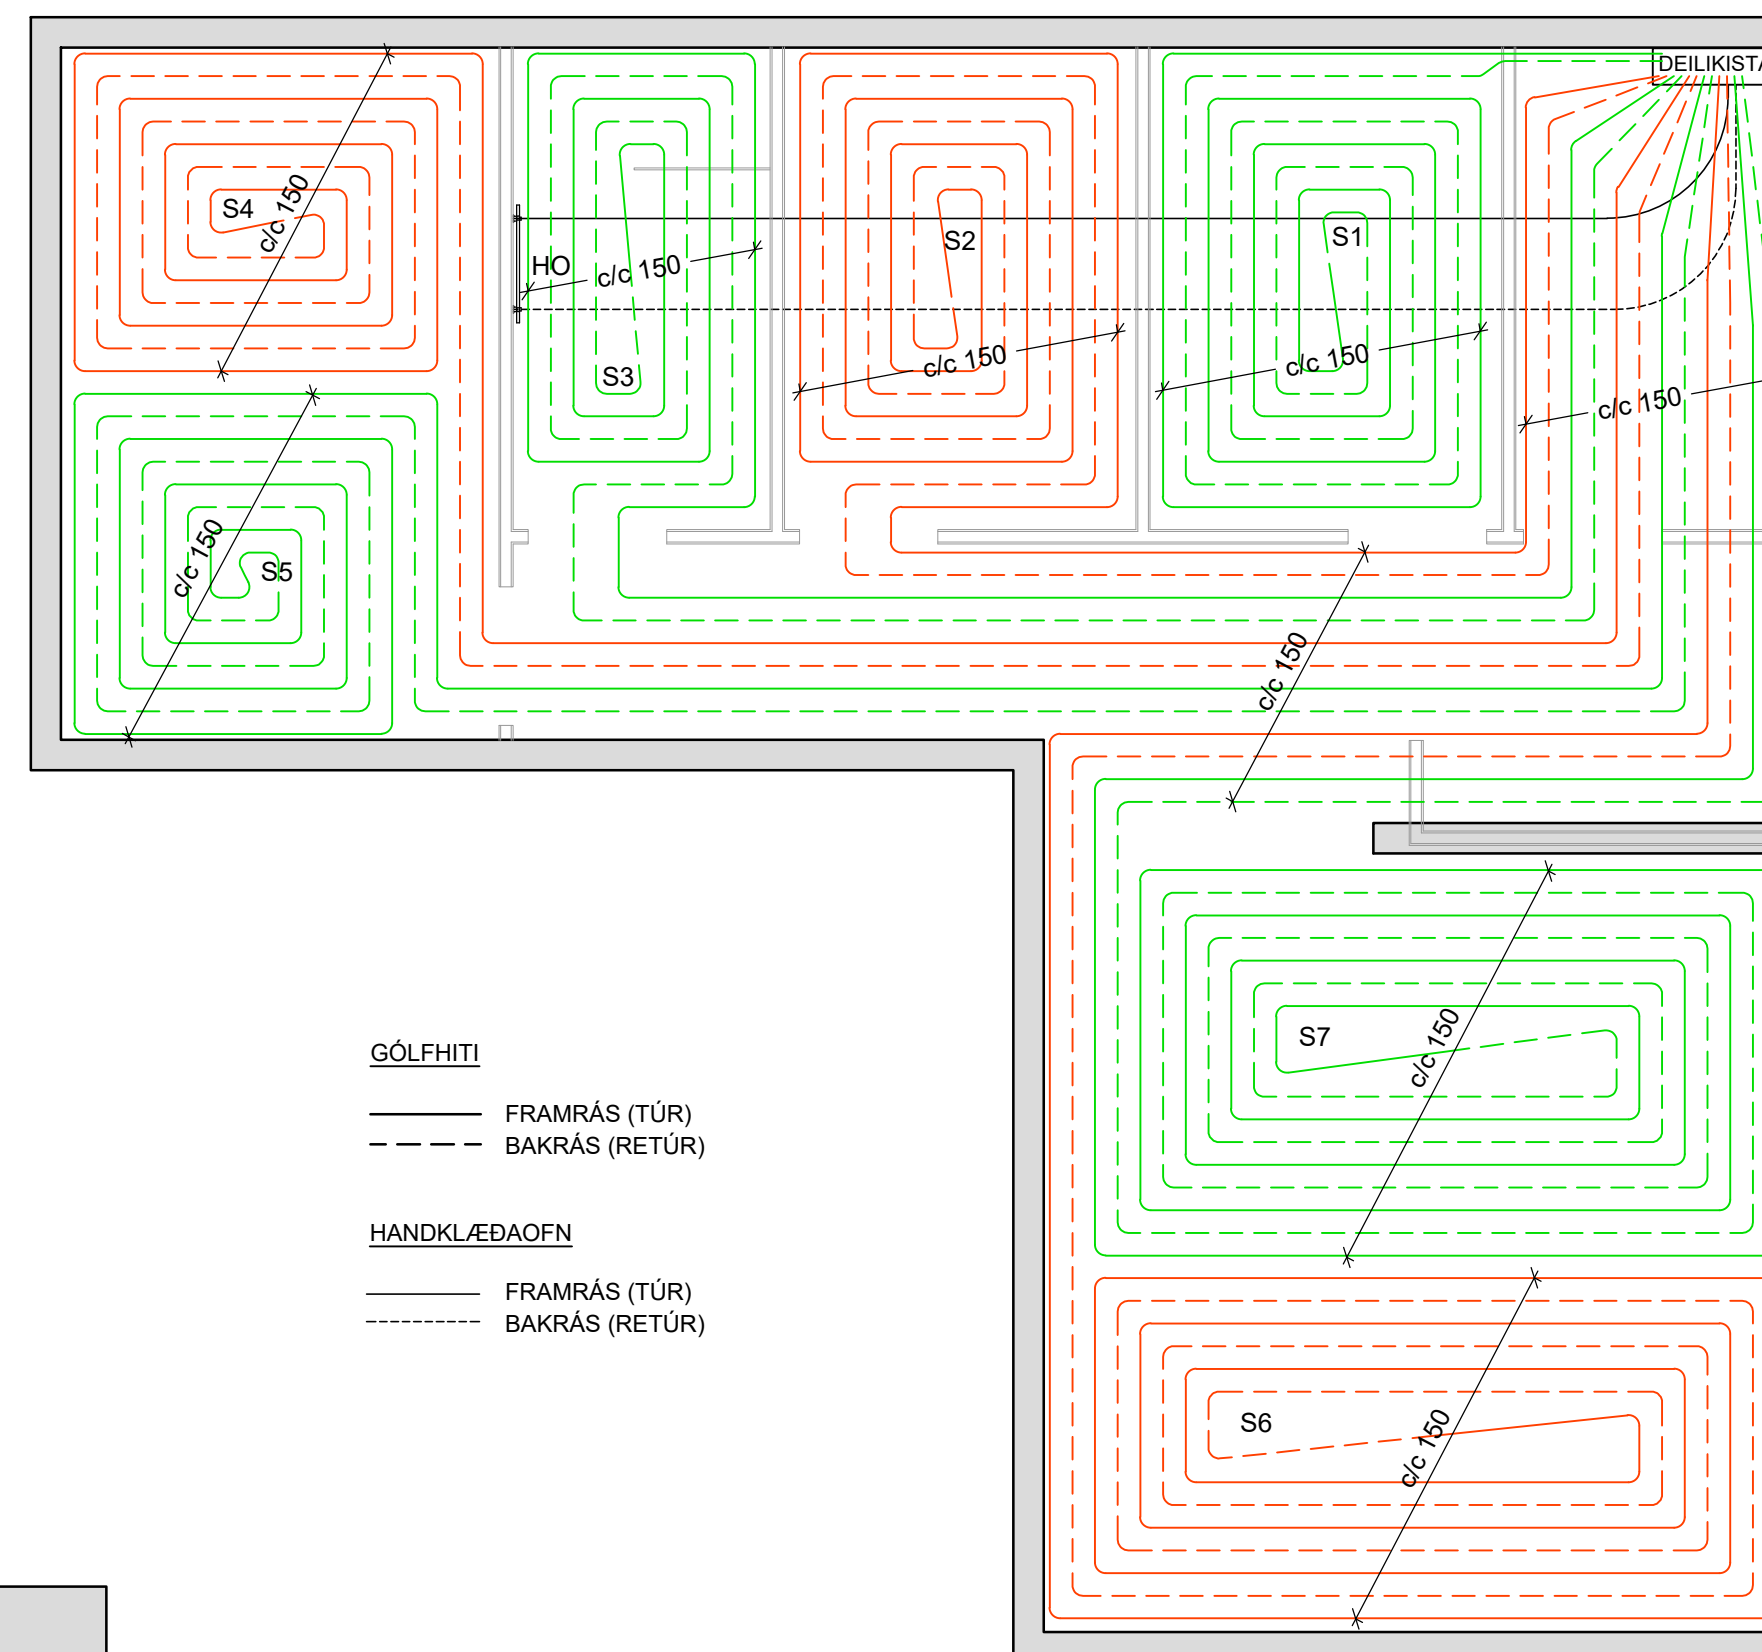 DEILIKISTA
S4
c/c 150
HO
c/c 150
S3
S2
c/c 150
S1
c/c 150
c/c 150
S5
c/c 150
c/c 150
S7
c/c 150
S6
c/c 150
GÓLFHITI
FRAMRÁS (TÚR)
BAKRÁS (RETÚR)
HANDKLÆÐAOFN
FRAMRÁS (TÚR)
BAKRÁS (RETÚR)